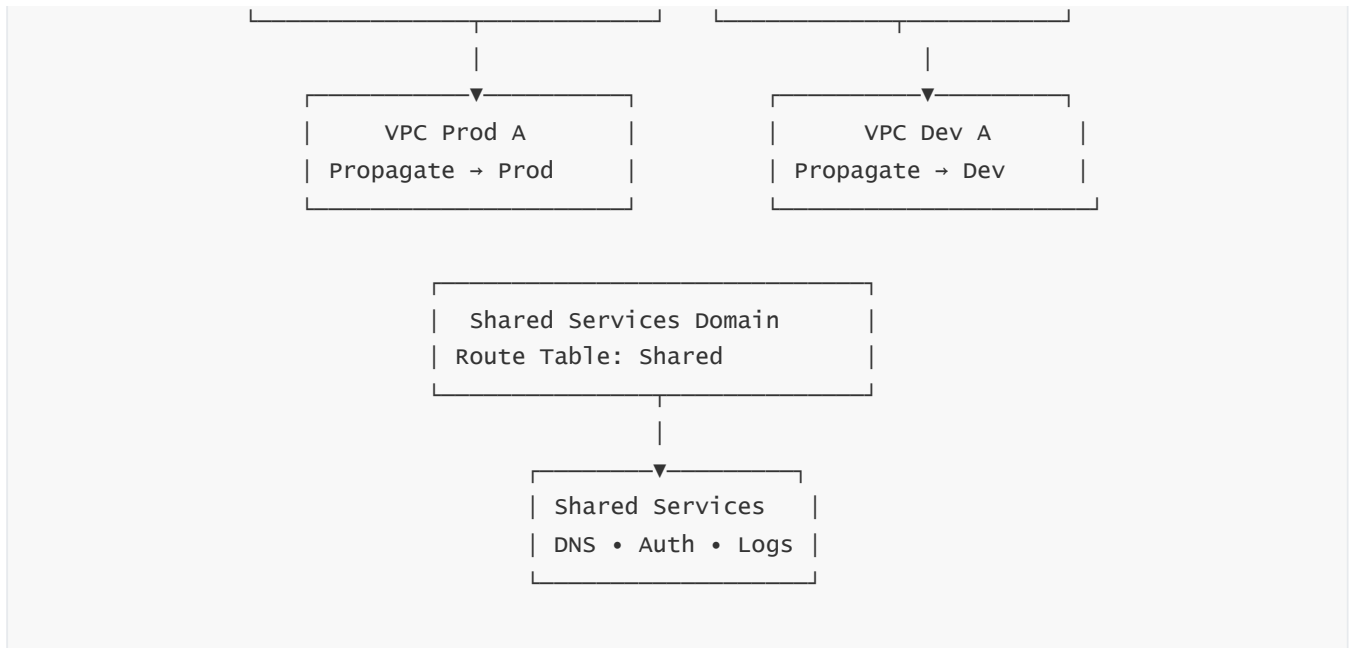 VPC Prod A VPC Dev A
Propagate → Prod Propagate → Dev
Shared Services Domain
Route Table: Shared
Shared Services
DNS • Auth • Logs